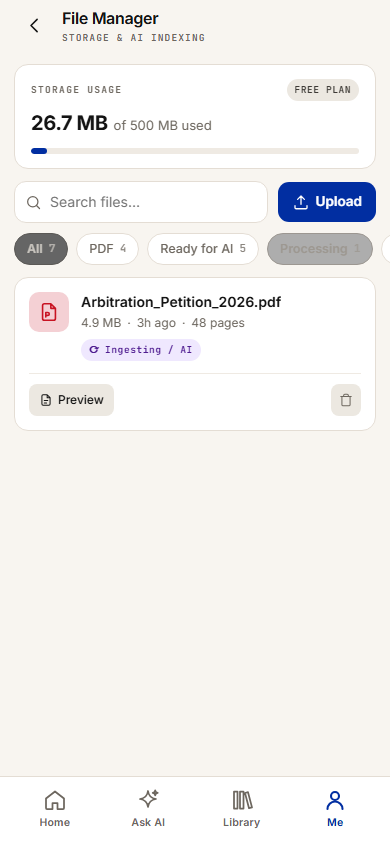 File Manager
STORAGE & AI INDEXING
STORAGE USAGE
FREE PLAN
26.7 MB of 500 MB used
Search files...
Upload
All 7
PDF 4
Ready for AI 5
Processing 1
Arbitration_Petition_2026.pdf
4.9 MB · 3h ago · 48 pages
Ingesting / AI
Preview
Home
Ask AI
Library
Me